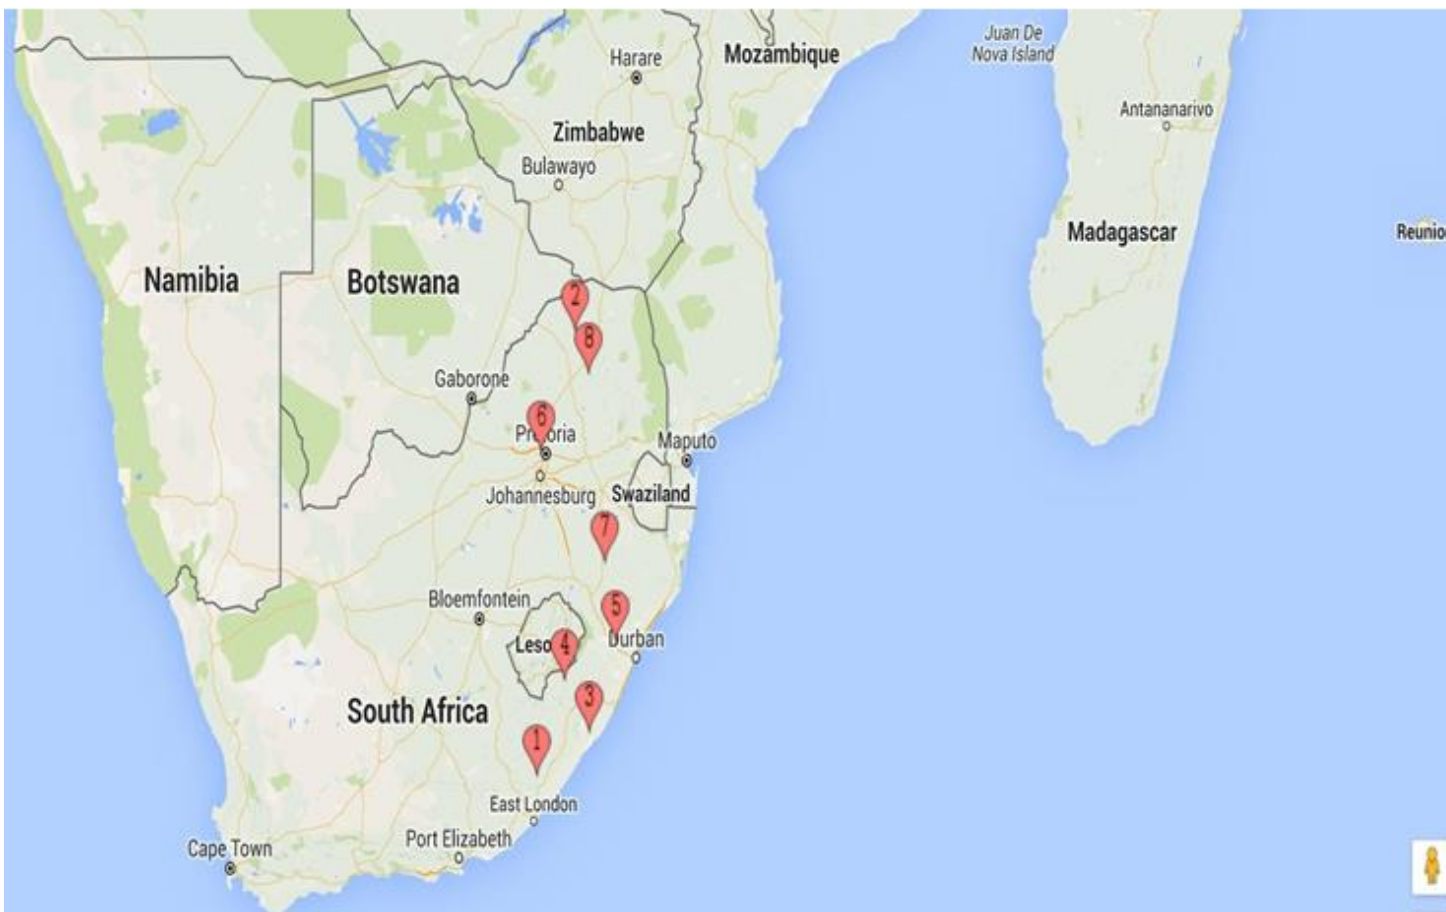 Juan De
Nova Island
Mozambique
Harare
Antananarivo
Zimbabwe
Bulawayo
Madagascar
Reunio
Namibia
Botswana
2
8
Gaborone
6
Pretoria
Maputo
Johannesburg
Swaziland
7
Bloemfontein
5
Leso
4
Durban
3
South Africa
1
East London
Port Elizabeth
Cape Town